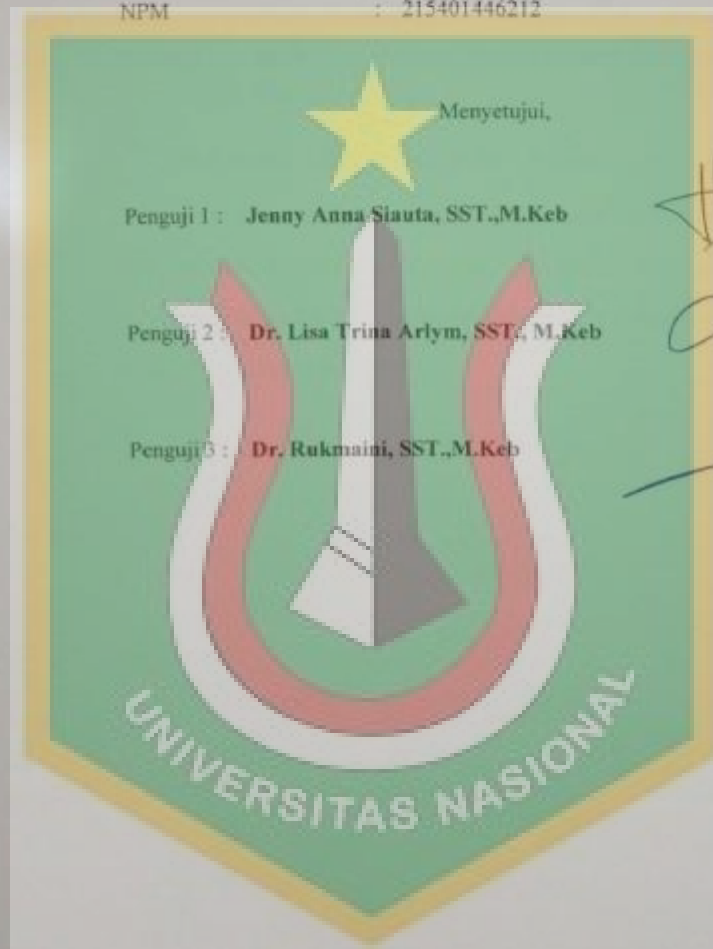 NPM : 215401446212
Menyetujui,
Penguji 1 : Jenny Anna Siauta, SST.,M.Keb
Penguji 2 : Dr. Lisa Trina Arlym, SST., M.Keb
Penguji 3 : Dr. Rukmaini, SST.,M.Keb
UNIVERSITAS NASIONAL